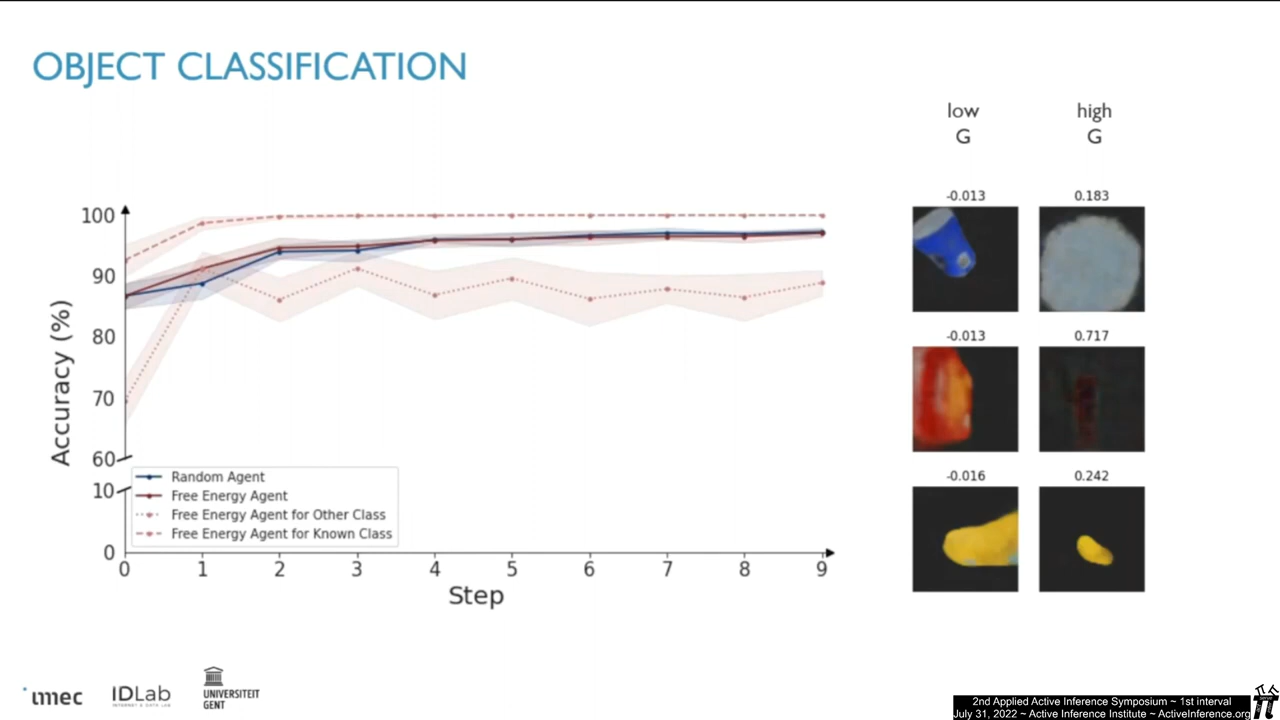 OBJECT CLASSIFICATION
low
G
high
G
100
90
80
70
60
10
0
Accuracy (%)
Random Agent
Free Energy Agent
Free Energy Agent for Other Class
Free Energy Agent for Known Class
0 1 2 3 4 5 6 7 8 9
Step
-0.013 0.183
-0.013 0.717
-0.016 0.242
imec
IDLab
INTERNET & DATA LAB
UNIVERSITEIT
GENT
2nd Applied Active Inference Symposium ~ 1st interval
July 31, 2022 ~ Active Inference Institute ~ ActiveInference.org